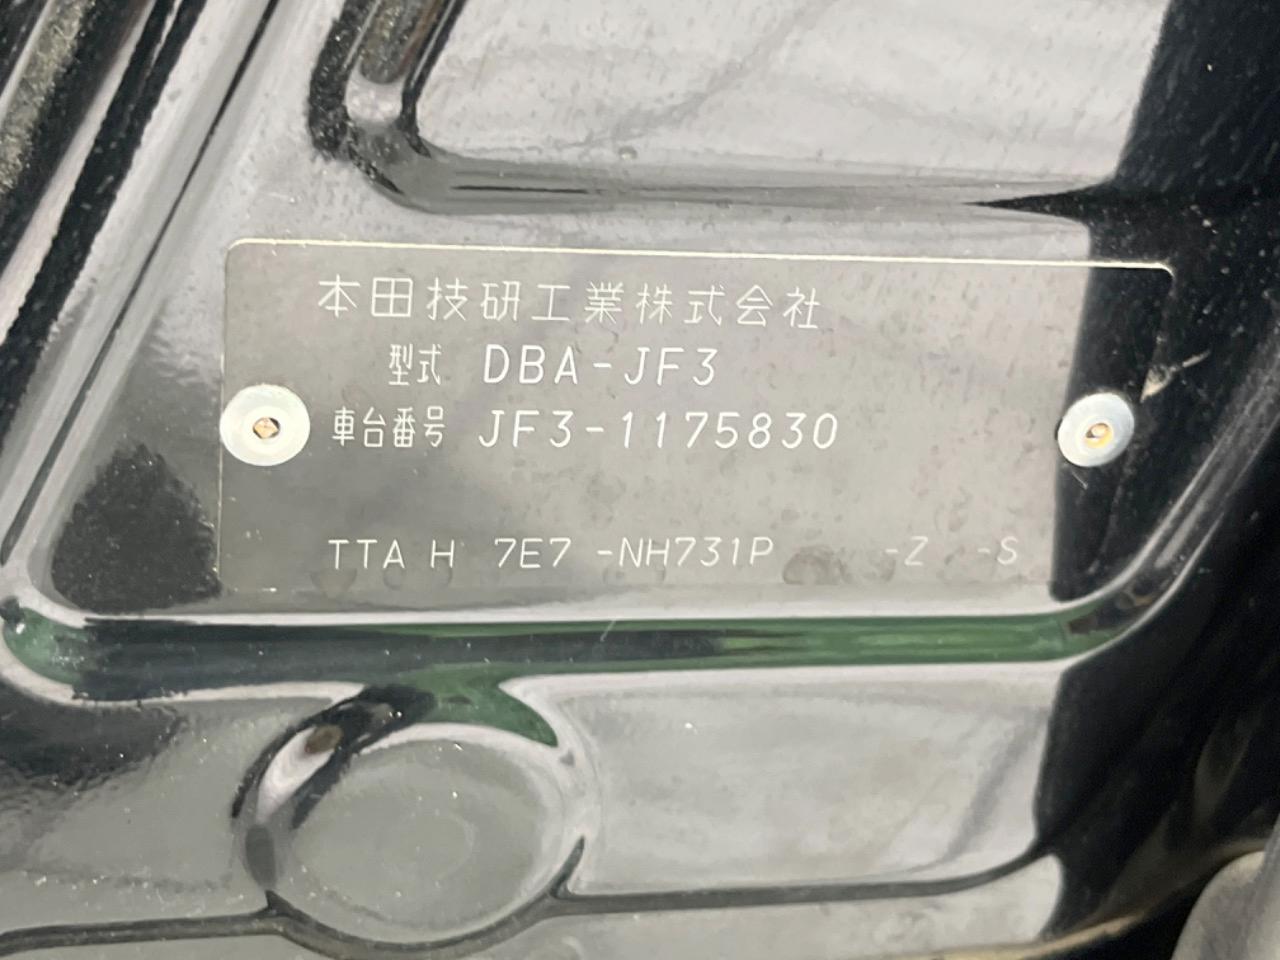 本田技研工業株式会社
型式 DBA-JF3
車台番号 JF3-1175830
TTA H 7E7 -NH731P -Z -S